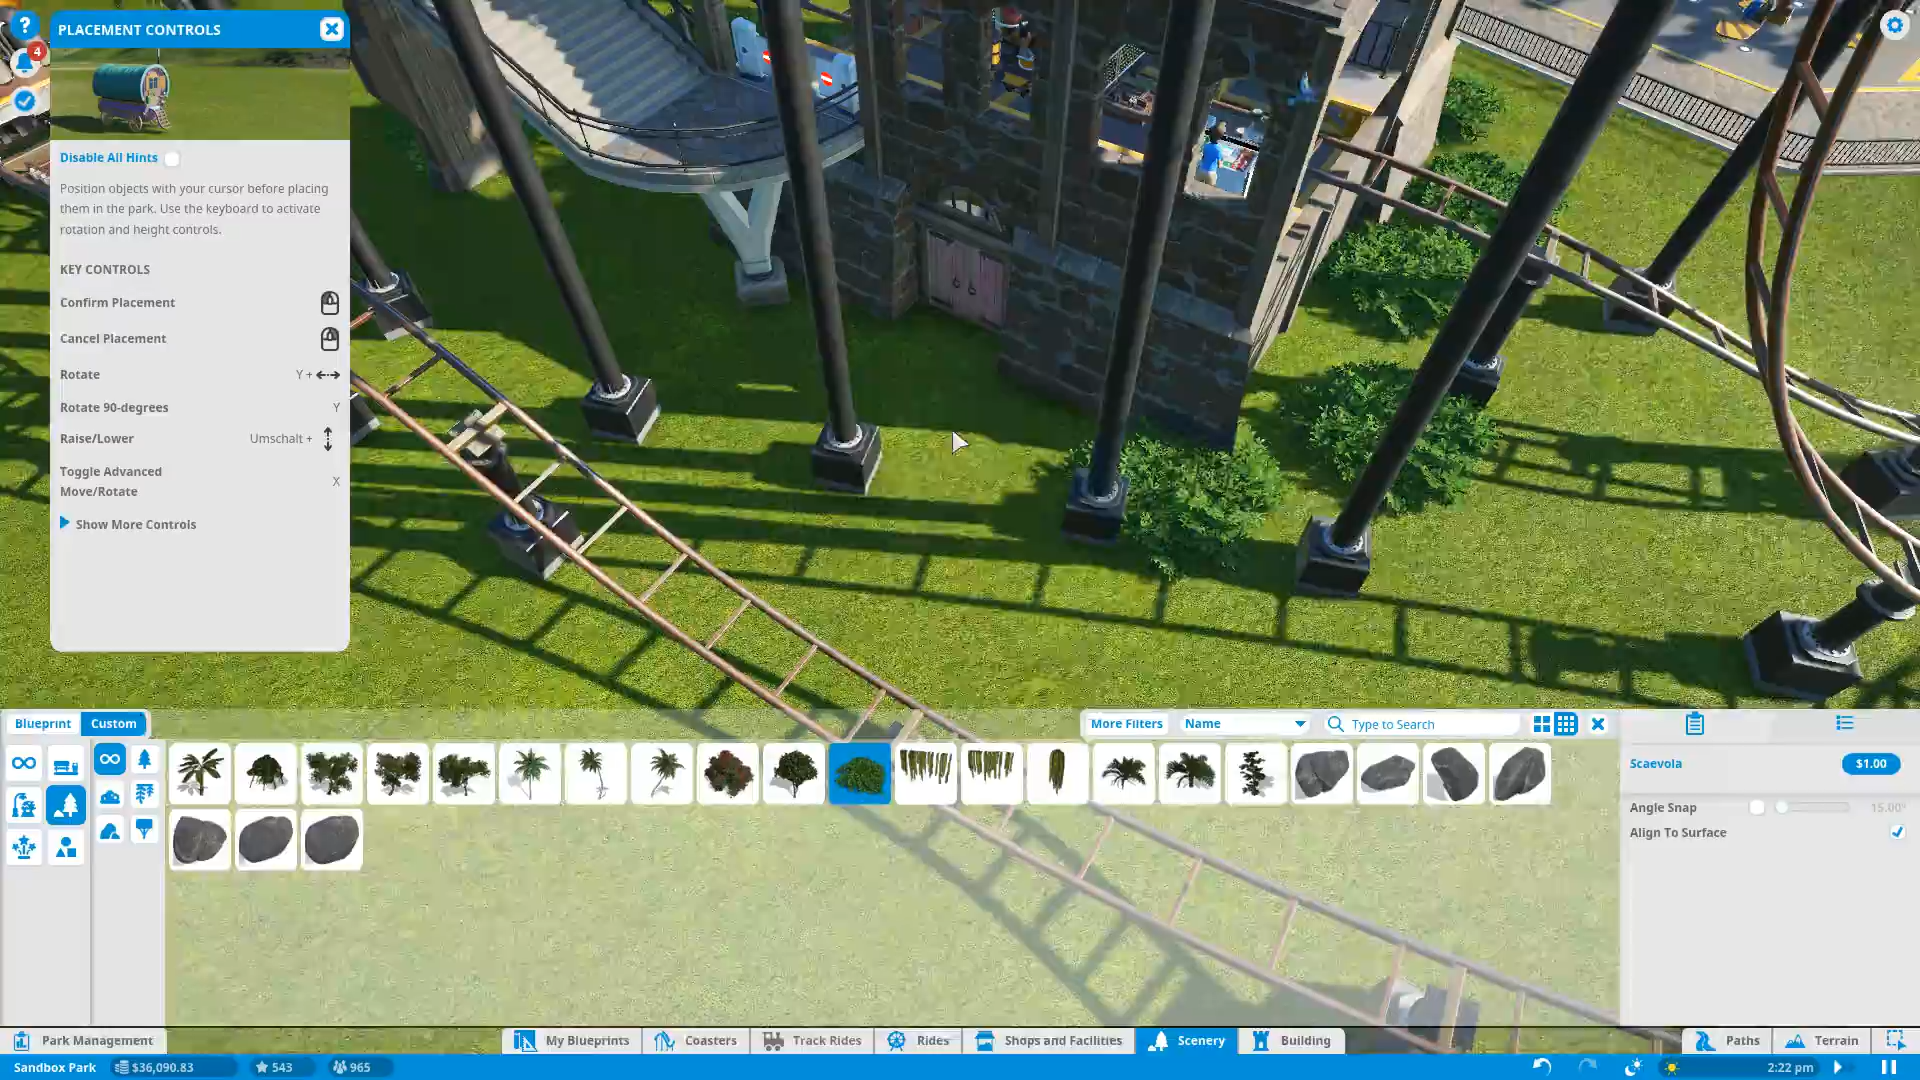 PLACEMENT CONTROLS
4
Disable All Hints
Position objects with your cursor before placing
them in the park. Use the keyboard to activate
rotation and height controls.
KEY CONTROLS
Confirm Placement
Cancel Placement
Rotate Y +
Rotate 90-degrees Y
Raise/Lower Umschalt +
Toggle Advanced
Move/Rotate X
Show More Controls
Blueprint Custom
More Filters Name Type to Search
Scaevola $1.00
Angle Snap 15.00°
Align To Surface
Park Management My Blueprints Coasters Track Rides Rides Shops and Facilities Scenery Building Paths Terrain
Sandbox Park $36,090.83 543 965 2:22 pm